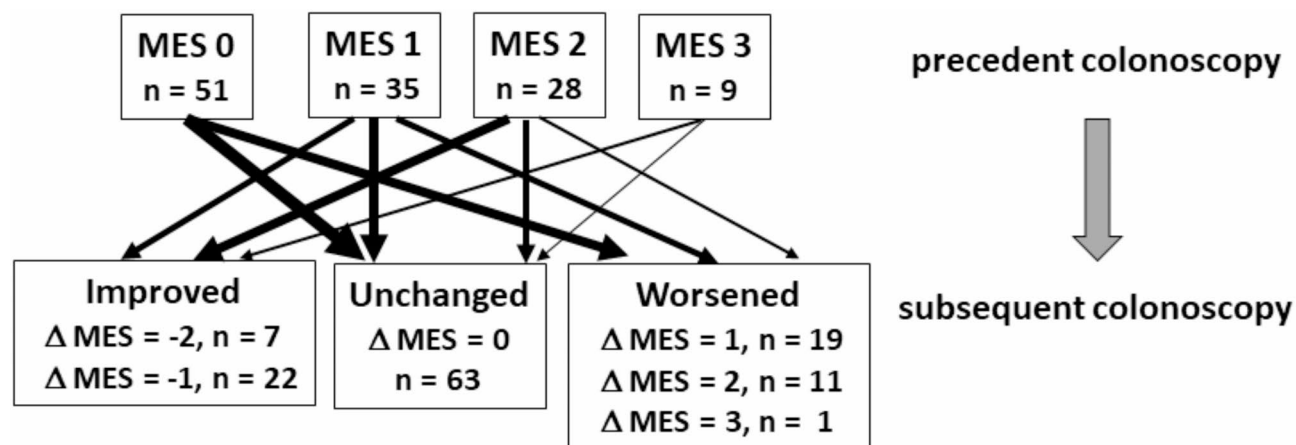 MES 0
n = 51
MES 1
n = 35
MES 2
n = 28
MES 3
n = 9
precedent colonoscopy
Improved
Δ MES = -2, n = 7
Δ MES = -1, n = 22
Unchanged
Δ MES = 0
n = 63
Worsened
Δ MES = 1, n = 19
Δ MES = 2, n = 11
Δ MES = 3, n = 1
subsequent colonoscopy